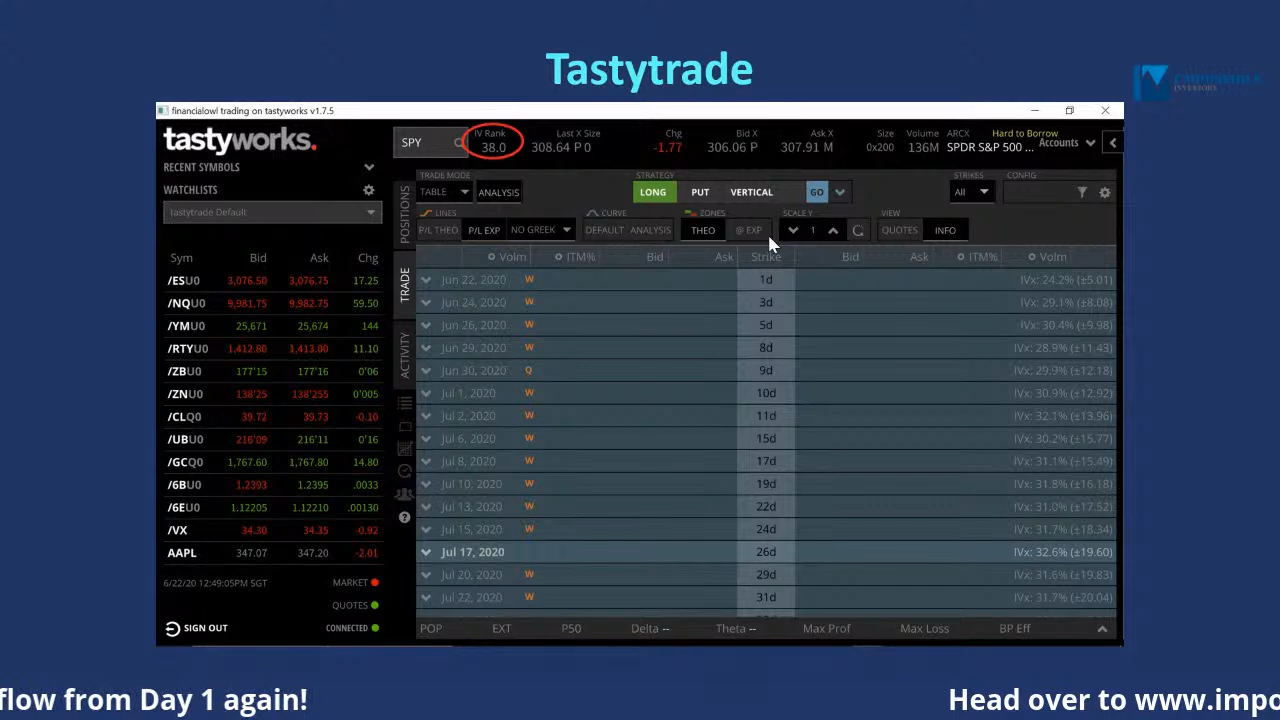 Tastytrade
INVENTORY
financialowl trading on tastyworks v1.7.5
tastyworks.
SPY
IV Rank
38.0
Last X Size
308.64 P 0
Chg
-1.77
Bid X
306.06 P
Ask X
307.91 M
Size
0x200
Volume
136M
ARCX
SPDR S&P 500 ...
Hard to Borrow
Accounts
RECENT SYMBOLS
WATCHLISTS
tastytrade Default
TRADE MODE
TABLE
ANALYSIS
STRATEGY
LONG PUT VERTICAL GO
STRIKES
All
CONFIG
LINES
P/L THEO P/L EXP NO GREEK
CURVE
DEFAULT ANALYSIS
ZONES
THEO @ EXP
SCALE Y
1
VIEW
QUOTES INFO
POSITIONS
TRADE
ACTIVITY
Sym Bid Ask Chg
/ESU0 3,076.50 3,076.75 17.25
/NQU0 9,981.75 9,982.75 59.50
/YMU0 25,671 25,674 144
/RTYU0 1,412.80 1,413.00 11.10
/ZBU0 177'15 177'16 0'06
/ZNU0 138'25 138'255 0'005
/CLQ0 39.72 39.73 -0.10
/UBU0 216'09 216'11 0'16
/GCQ0 1,767.60 1,767.80 14.80
/6BU0 1.2393 1.2395 .0033
/6EU0 1.12205 1.12210 .00130
/VX 34.30 34.35 -0.92
AAPL 347.07 347.20 -2.01
6/22/20 12:49:05PM SGT
MARKET
QUOTES
SIGN OUT
CONNECTED
Volm ITM% Bid Ask Strike Bid Ask ITM% Volm
Jun 22, 2020 W 1d IVx: 24.2% (±5.01)
Jun 24, 2020 W 3d IVx: 29.1% (±8.08)
Jun 26, 2020 W 5d IVx: 30.4% (±9.98)
Jun 29, 2020 W 8d IVx: 28.9% (±11.43)
Jun 30, 2020 Q 9d IVx: 29.9% (±12.18)
Jul 1, 2020 W 10d IVx: 30.9% (±12.92)
Jul 2, 2020 W 11d IVx: 32.1% (±13.96)
Jul 6, 2020 W 15d IVx: 30.2% (±15.77)
Jul 8, 2020 W 17d IVx: 31.1% (±15.49)
Jul 10, 2020 W 19d IVx: 31.8% (±16.18)
Jul 13, 2020 W 22d IVx: 31.0% (±17.52)
Jul 15, 2020 W 24d IVx: 31.7% (±18.34)
Jul 17, 2020 26d IVx: 32.6% (±19.60)
Jul 20, 2020 W 29d IVx: 31.6% (±19.83)
Jul 22, 2020 W 31d IVx: 31.7% (±20.04)
POP EXT P50 Delta -- Theta -- Max Prof Max Loss BP Eff
flow from Day 1 again!
Head over to www.impo